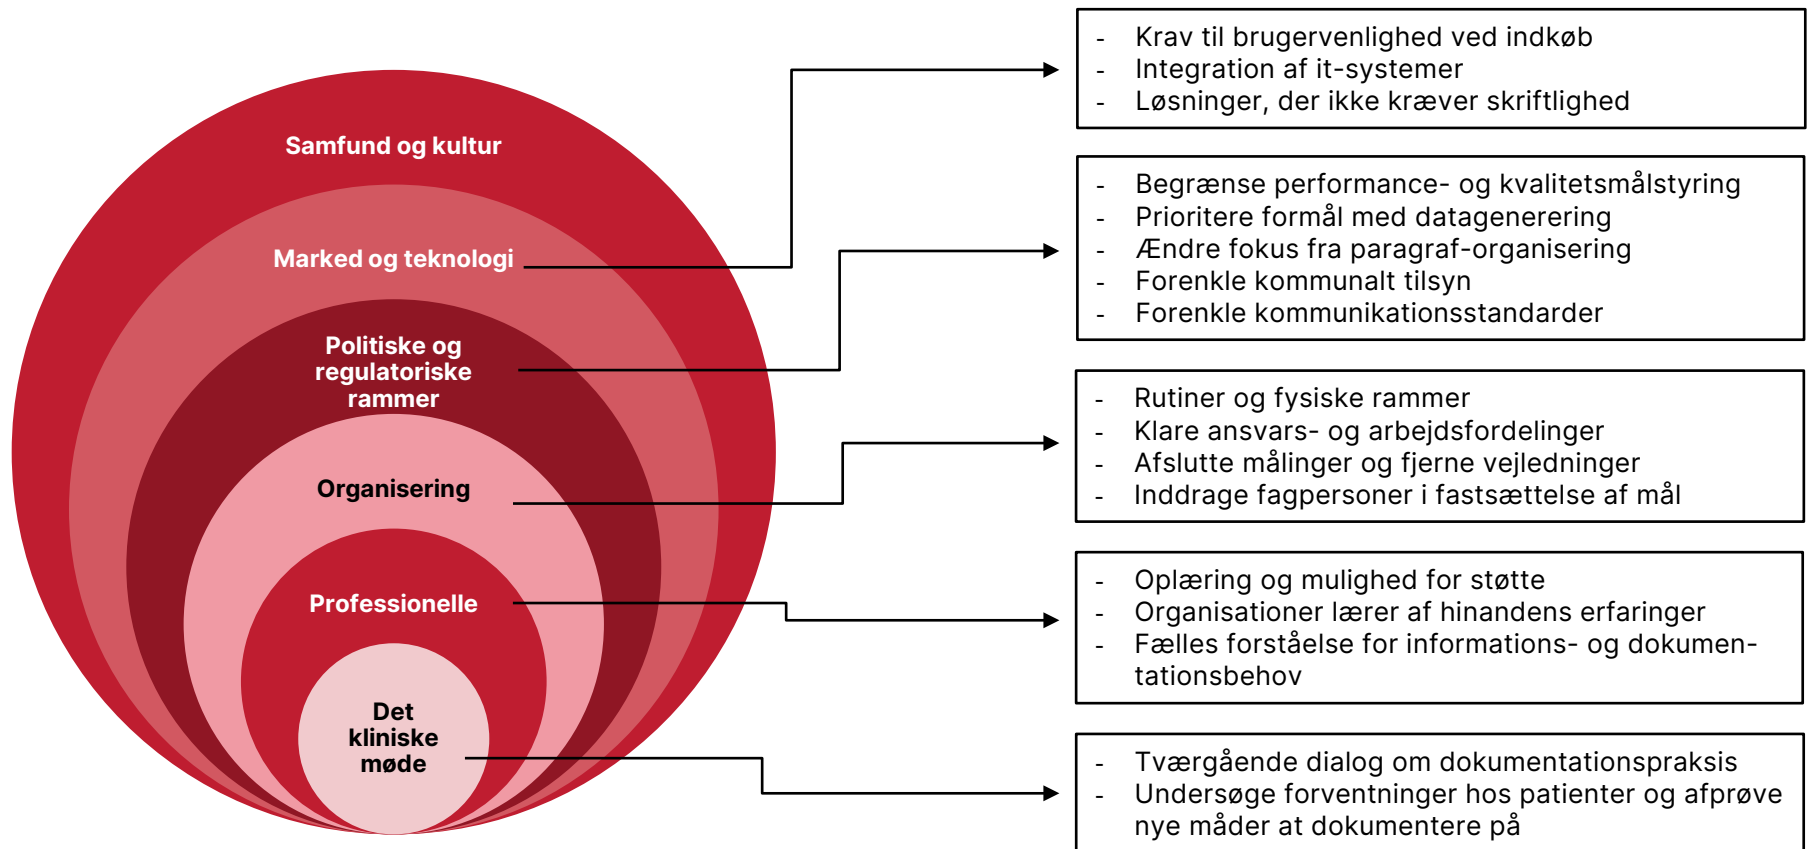 Samfund og kultur
Marked og teknologi
Politiske og
regulatoriske
rammer
Organisering
Professionelle
Det
kliniske
møde
- Krav til brugervenlighed ved indkøb
- Integration af it-systemer
- Løsninger, der ikke kræver skriftlighed
- Begrænse performance- og kvalitetsmålstyring
- Prioritere formål med datagenerering
- Ændre fokus fra paragraf-organisering
- Forenkle kommunalt tilsyn
- Forenkle kommunikationsstandarder
- Rutiner og fysiske rammer
- Klare ansvars- og arbejdsfordelinger
- Afslutte målinger og fjerne vejledninger
- Inddrage fagpersoner i fastsættelse af mål
- Oplæring og mulighed for støtte
- Organisationer lærer af hinandens erfaringer
- Fælles forståelse for informations- og dokumen-
tationsbehov
- Tværgående dialog om dokumentationspraksis
- Undersøge forventninger hos patienter og afprøve
nye måder at dokumentere på